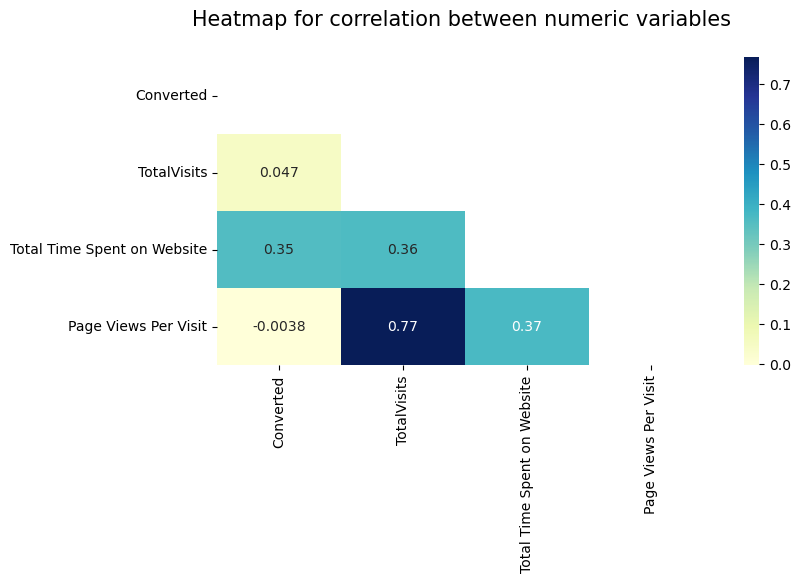 Heatmap for correlation between numeric variables
Converted
TotalVisits
0.047
Total Time Spent on Website
0.35
0.36
Page Views Per Visit
-0.0038
0.77
0.37
Converted
TotalVisits
Total Time Spent on Website
Page Views Per Visit
0.7
0.6
0.5
0.4
0.3
0.2
0.1
0.0